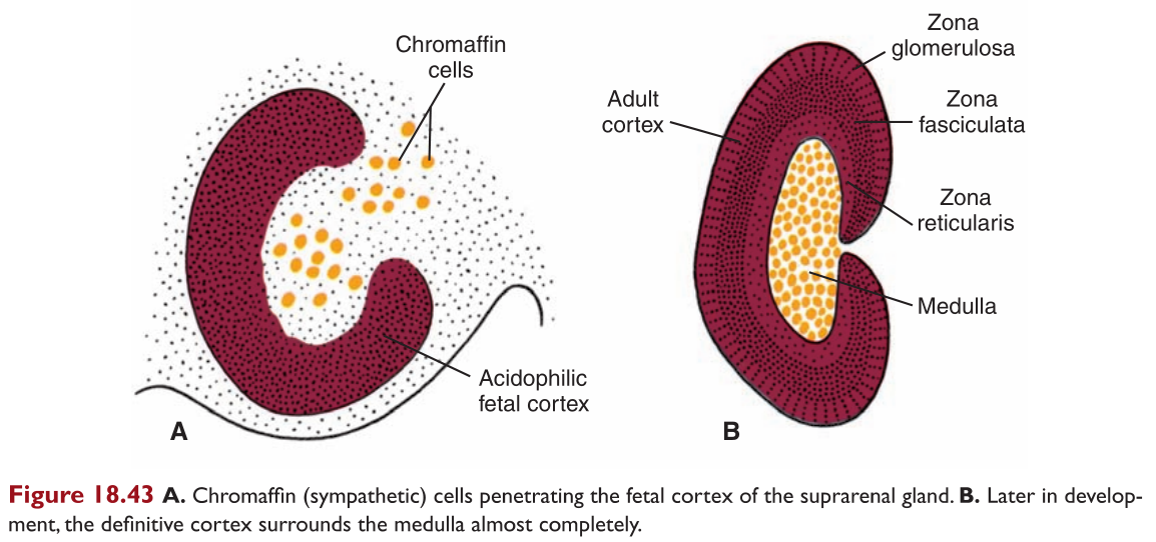 Chromaffin
cells
Acidophilic
fetal cortex
A
Zona
glomerulosa
Adult
cortex
Zona
fasciculata
Zona
reticularis
Medulla
B
Figure 18.43 A. Chromaffin (sympathetic) cells penetrating the fetal cortex of the suprarenal gland. B. Later in develop-
ment, the definitive cortex surrounds the medulla almost completely.